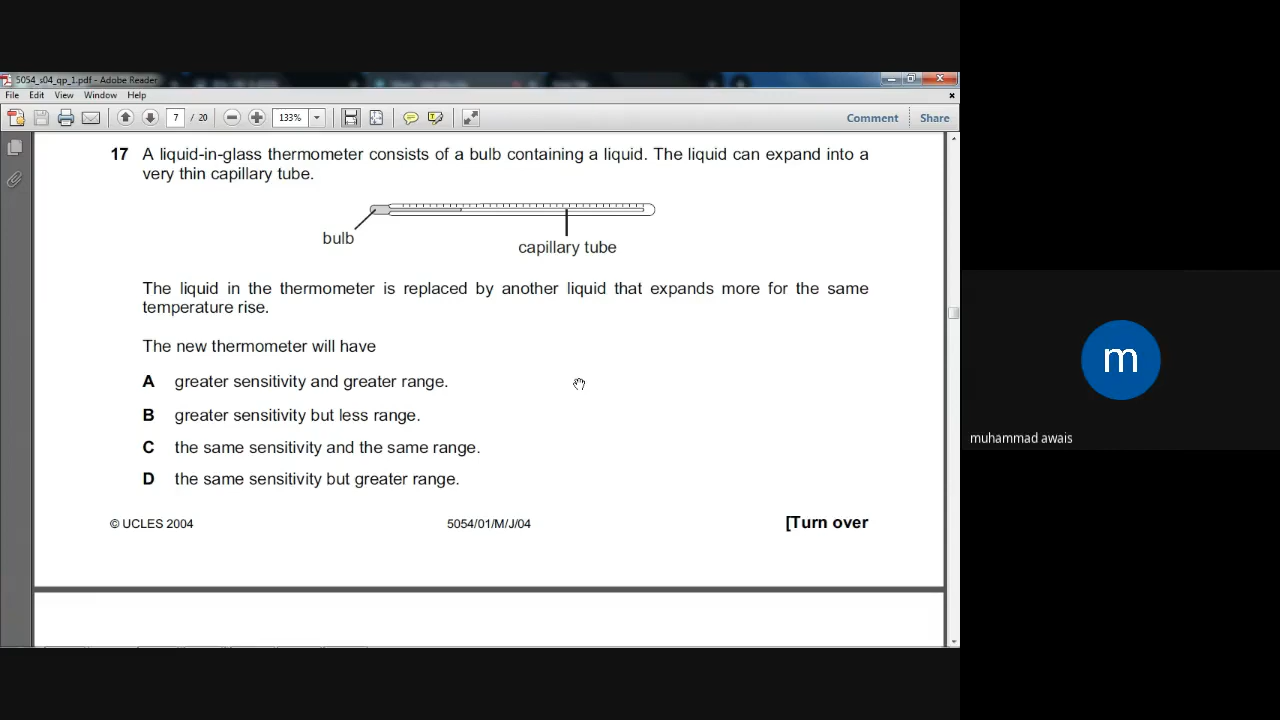 5054_s04_qp_1.pdf - Adobe Reader
File Edit View Window Help
7 / 20 133% Comment Share
17 A liquid-in-glass thermometer consists of a bulb containing a liquid. The liquid can expand into a
very thin capillary tube.
bulb
capillary tube
The liquid in the thermometer is replaced by another liquid that expands more for the same
temperature rise.
The new thermometer will have
A greater sensitivity and greater range.
B greater sensitivity but less range.
C the same sensitivity and the same range.
D the same sensitivity but greater range.
© UCLES 2004 5054/01/M/J/04 [Turn over
m
muhammad awais